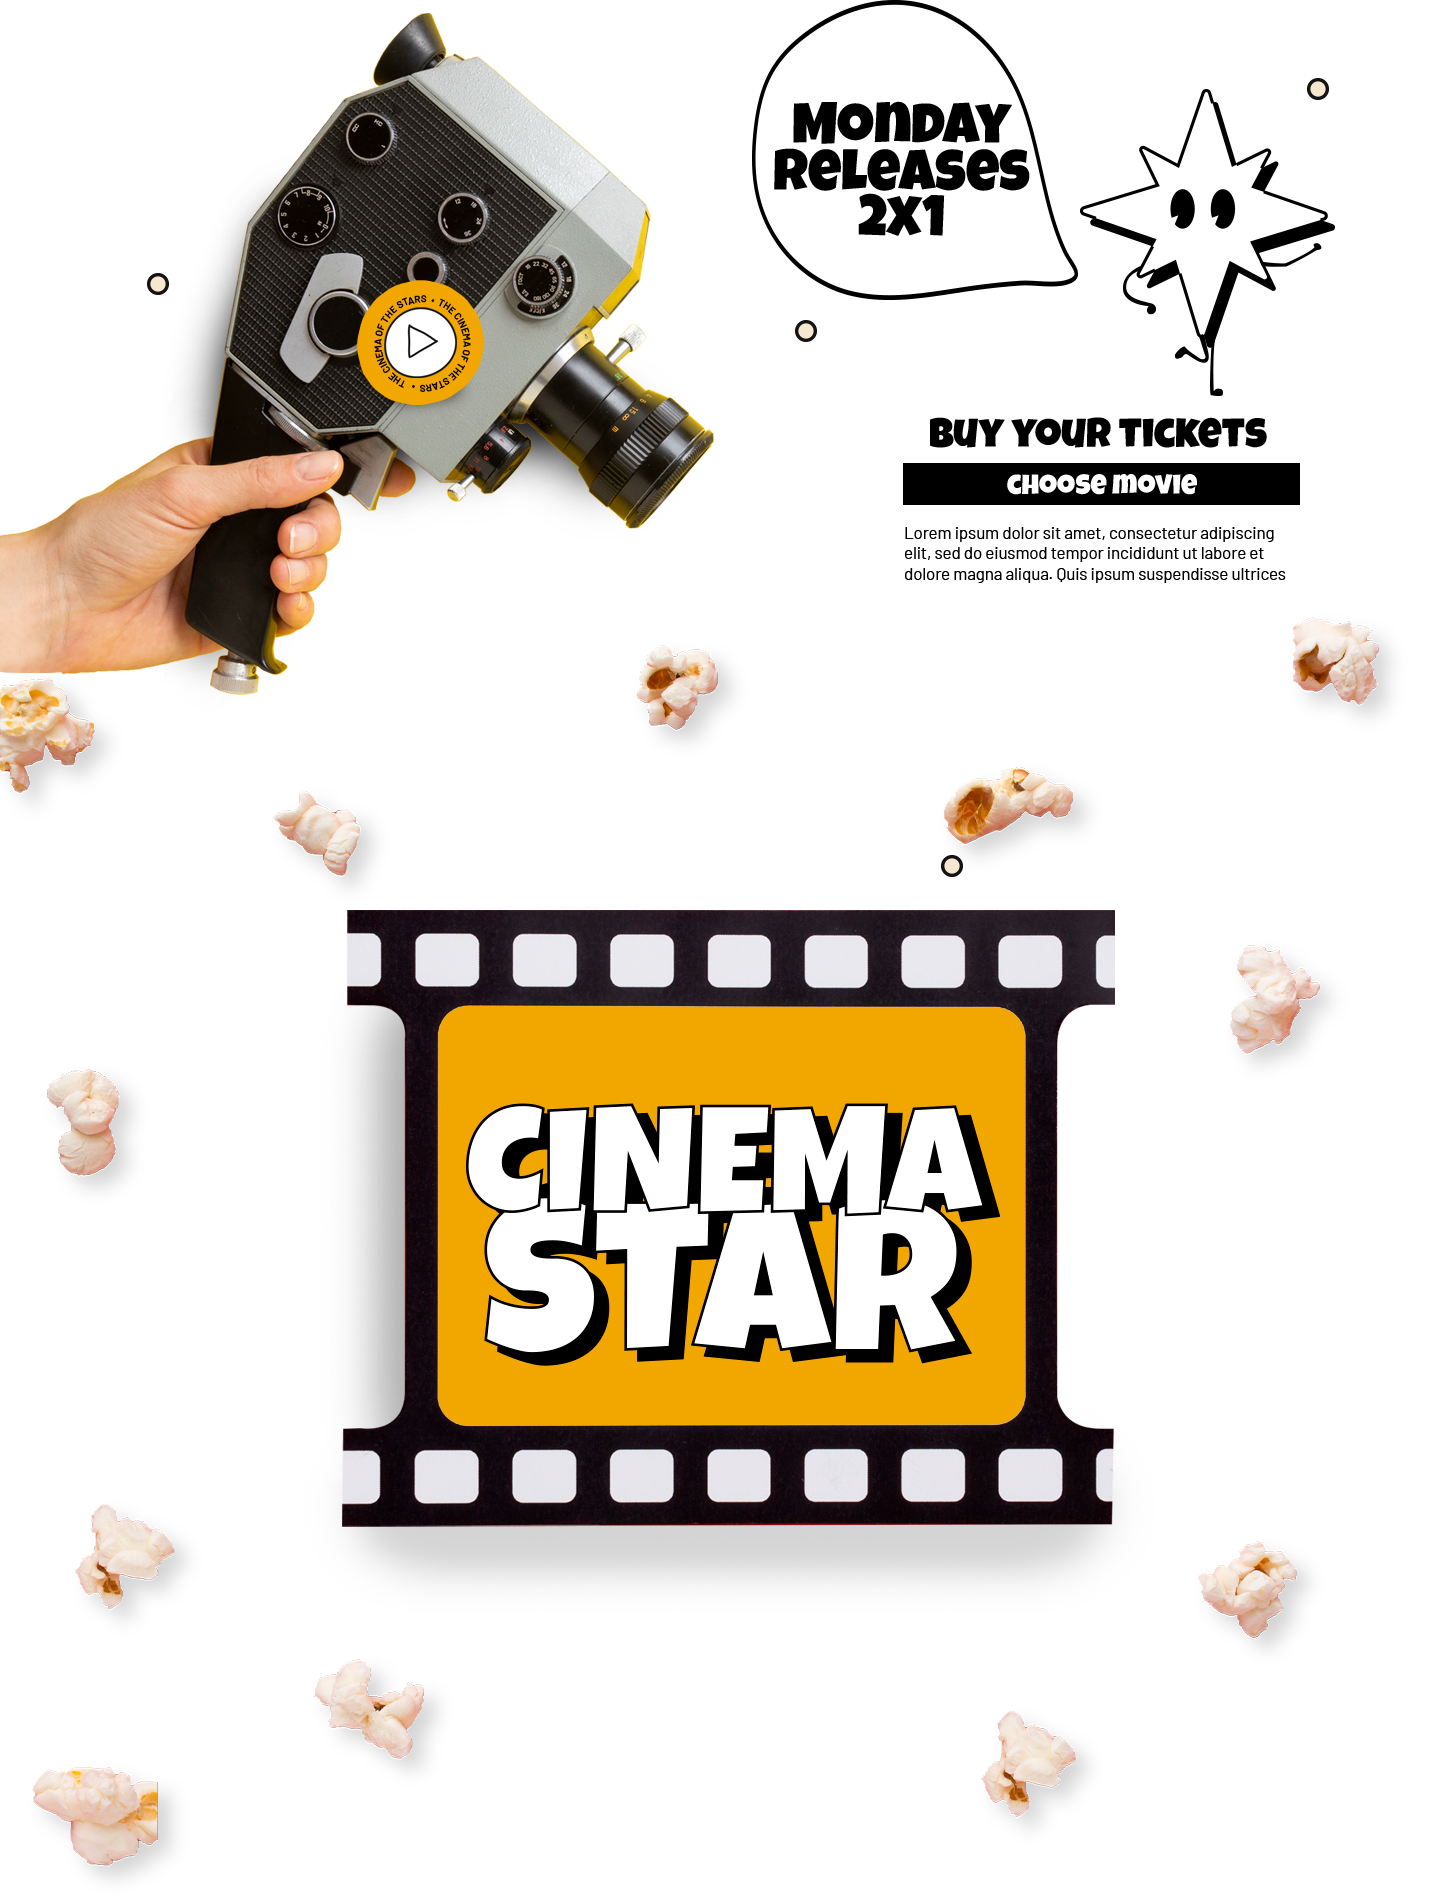 MONDAY
RELEASES
2X1
THE CINEMA OF THE STARS • THE CINEMA OF THE STARS •
BUY YOUR TICKETS
CHOOSE MOVIE
Lorem ipsum dolor sit amet, consectetur adipiscing
elit, sed do eiusmod tempor incididunt ut labore et
dolore magna aliqua. Quis ipsum suspendisse ultrices
CINEMA
STAR